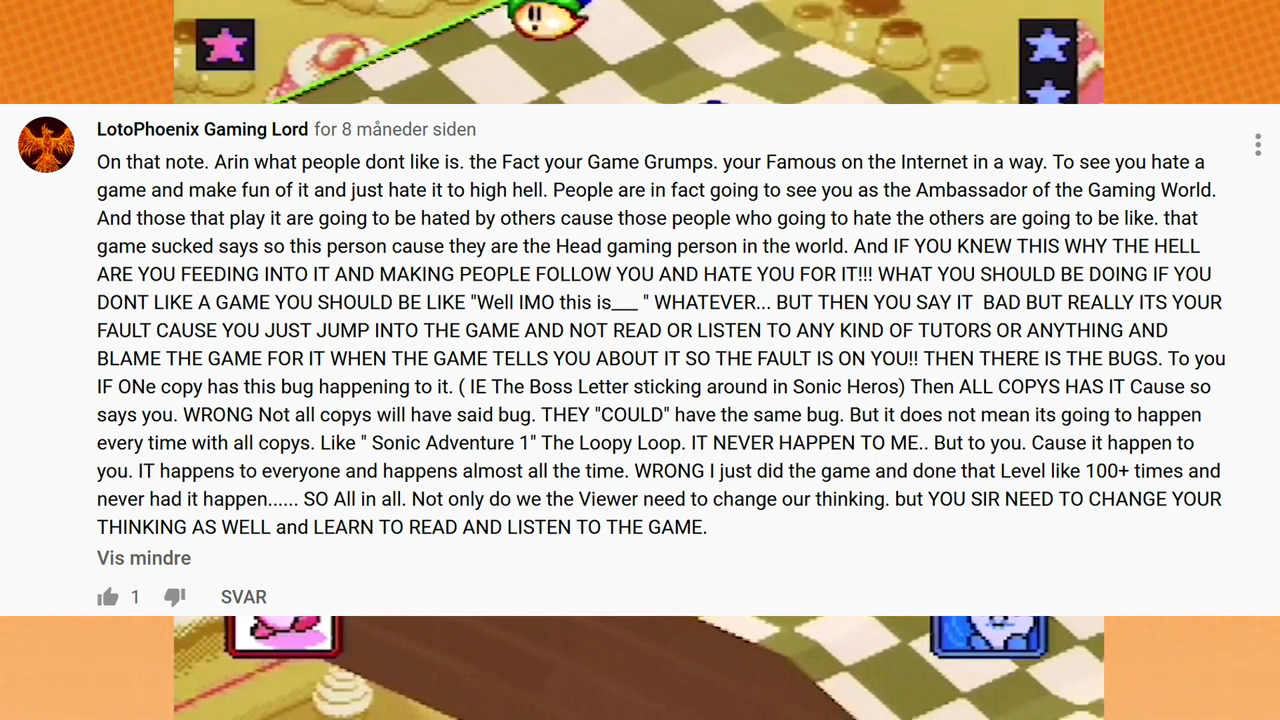 LotoPhoenix Gaming Lord for 8 måneder siden
On that note. Arin what people dont like is. the Fact your Game Grumps. your Famous on the Internet in a way. To see you hate a
game and make fun of it and just hate it to high hell. People are in fact going to see you as the Ambassador of the Gaming World.
And those that play it are going to be hated by others cause those people who going to hate the others are going to be like. that
game sucked says so this person cause they are the Head gaming person in the world. And IF YOU KNEW THIS WHY THE HELL
ARE YOU FEEDING INTO IT AND MAKING PEOPLE FOLLOW YOU AND HATE YOU FOR IT!!! WHAT YOU SHOULD BE DOING IF YOU
DONT LIKE A GAME YOU SHOULD BE LIKE "Well IMO this is___ " WHATEVER... BUT THEN YOU SAY IT  BAD BUT REALLY ITS YOUR
FAULT CAUSE YOU JUST JUMP INTO THE GAME AND NOT READ OR LISTEN TO ANY KIND OF TUTORS OR ANYTHING AND
BLAME THE GAME FOR IT WHEN THE GAME TELLS YOU ABOUT IT SO THE FAULT IS ON YOU!! THEN THERE IS THE BUGS. To you
IF ONe copy has this bug happening to it. ( IE The Boss Letter sticking around in Sonic Heros) Then ALL COPYS HAS IT Cause so
says you. WRONG Not all copys will have said bug. THEY "COULD" have the same bug. But it does not mean its going to happen
every time with all copys. Like " Sonic Adventure 1" The Loopy Loop. IT NEVER HAPPEN TO ME.. But to you. Cause it happen to
you. IT happens to everyone and happens almost all the time. WRONG I just did the game and done that Level like 100+ times and
never had it happen...... SO All in all. Not only do we the Viewer need to change our thinking. but YOU SIR NEED TO CHANGE YOUR
THINKING AS WELL and LEARN TO READ AND LISTEN TO THE GAME.
Vis mindre
1 SVAR